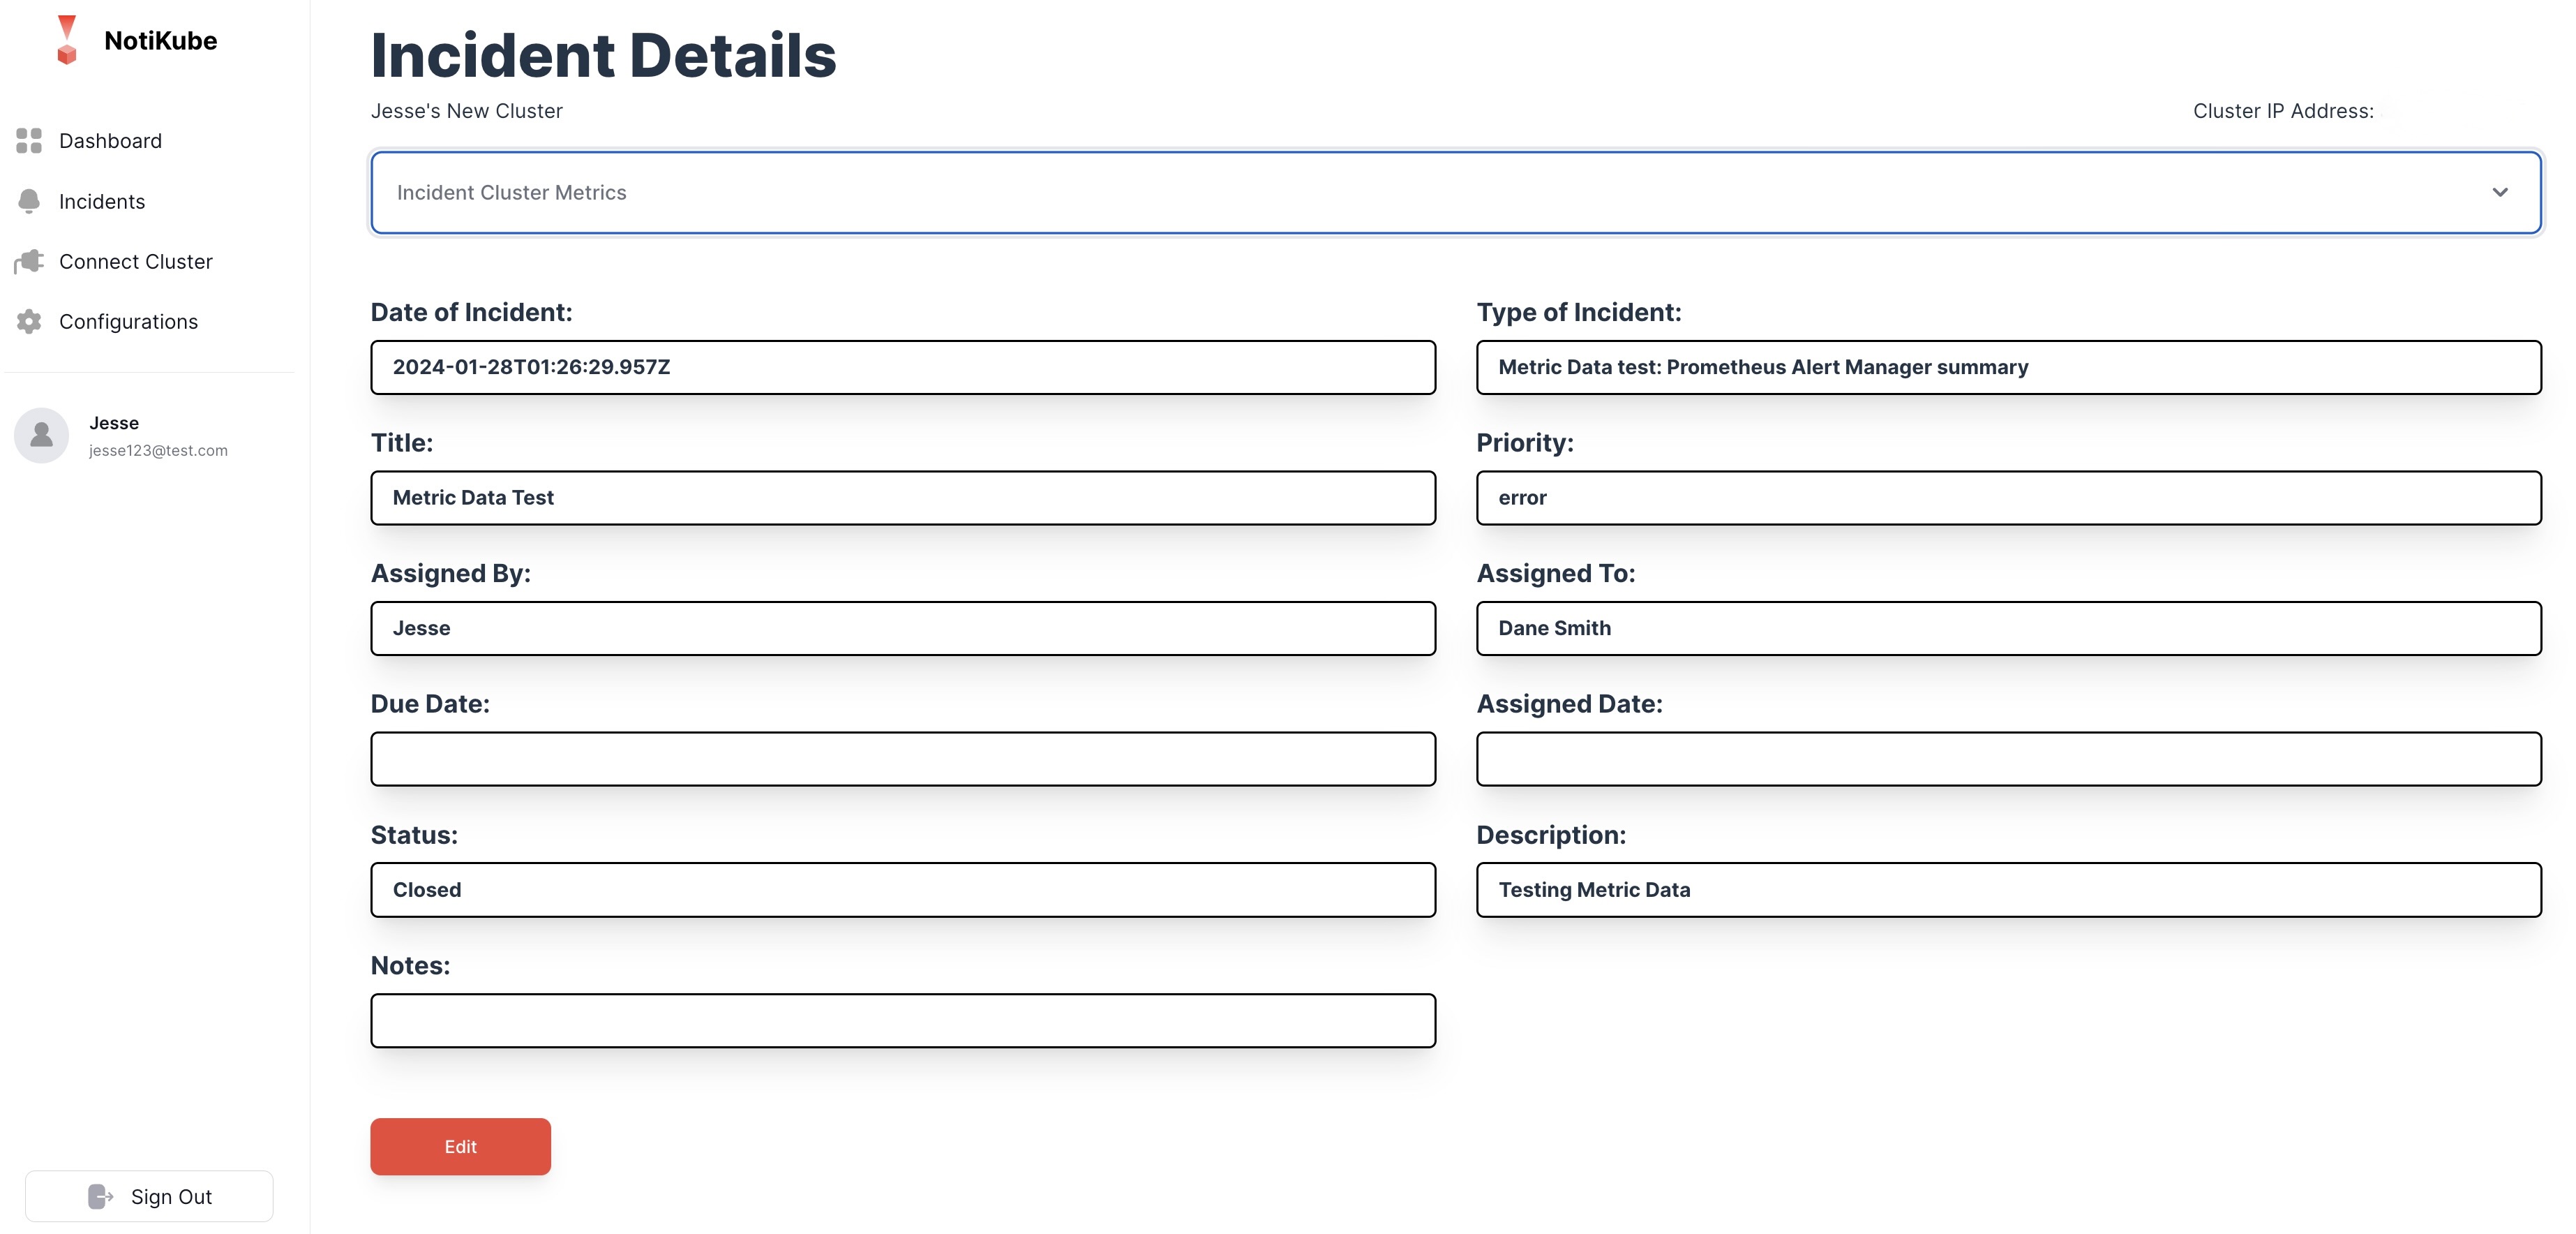 NotiKube
Dashboard
Incidents
Connect Cluster
Configurations
Jesse
jesse123@test.com
Sign Out
Incident Details
Jesse's New Cluster
Cluster IP Address:
Incident Cluster Metrics
Date of Incident:
2024-01-28T01:26:29.957Z
Type of Incident:
Metric Data test: Prometheus Alert Manager summary
Title:
Metric Data Test
Priority:
error
Assigned By:
Jesse
Assigned To:
Dane Smith
Due Date:
Assigned Date:
Status:
Closed
Description:
Testing Metric Data
Notes:
Edit